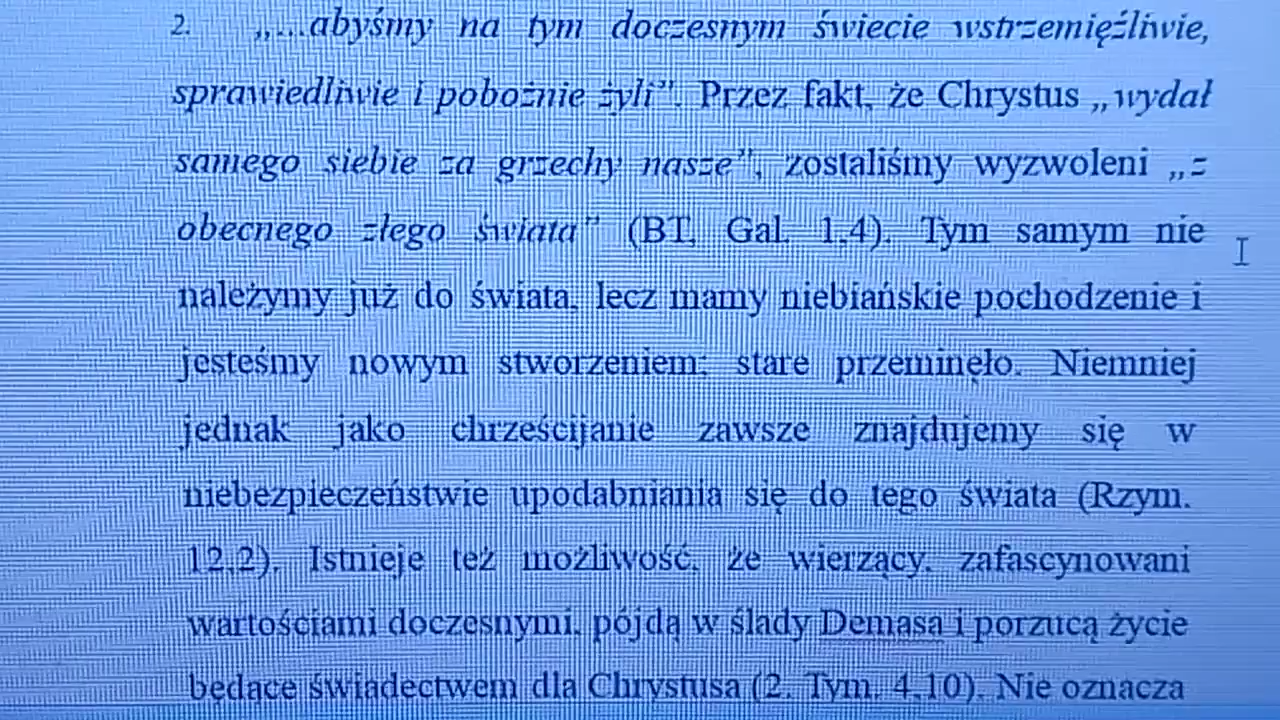 2. „…abyśmy na tym doczesnym świecie wstrzemięźliwie,
sprawiedliwie i pobożnie żyli”. Przez fakt, że Chrystus „wydał
samego siebie za grzechy nasze”, zostaliśmy wyzwoleni „z
obecnego złego świata” (BT, Gal. 1,4). Tym samym nie
należymy już do świata, lecz mamy niebiańskie pochodzenie i
jesteśmy nowym stworzeniem; stare przeminęło. Niemniej
jednak jako chrześcijanie zawsze znajdujemy się w
niebezpieczeństwie upodabniania się do tego świata (Rzym.
12,2). Istnieje też możliwość, że wierzący, zafascynowani
wartościami doczesnymi, pójdą w ślady Demasa i porzucą życie
będące świadectwem dla Chrystusa (2. Tym. 4,10). Nie oznacza